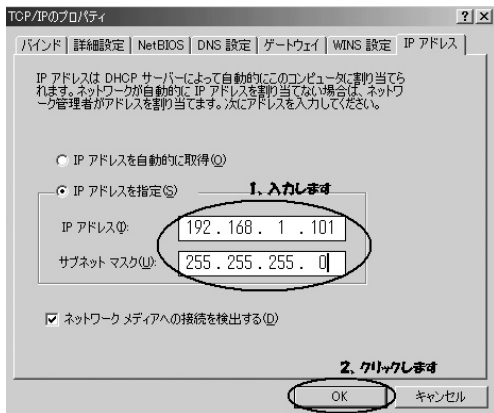 TCP/IPのプロパティ
? ×
バインド 詳細設定 NetBIOS DNS 設定 ゲートウェイ WINS 設定 IP アドレス
IP アドレスは DHCP サーバーによって自動的にこのコンピュータに割り当てら
れます。ネットワークが自動的に IP アドレスを割り当てない場合は、ネットワ
ーク管理者がアドレスを割り当てます。次にアドレスを入力してください。
IP アドレスを自動的に取得(O)
IP アドレスを指定(S)
1、入力します
IP アドレス(I): 192 . 168 . 1 . 101
サブネット マスク(U): 255 . 255 . 255 . 0
ネットワーク メディアへの接続を検出する(D)
2、クリックします
OK キャンセル